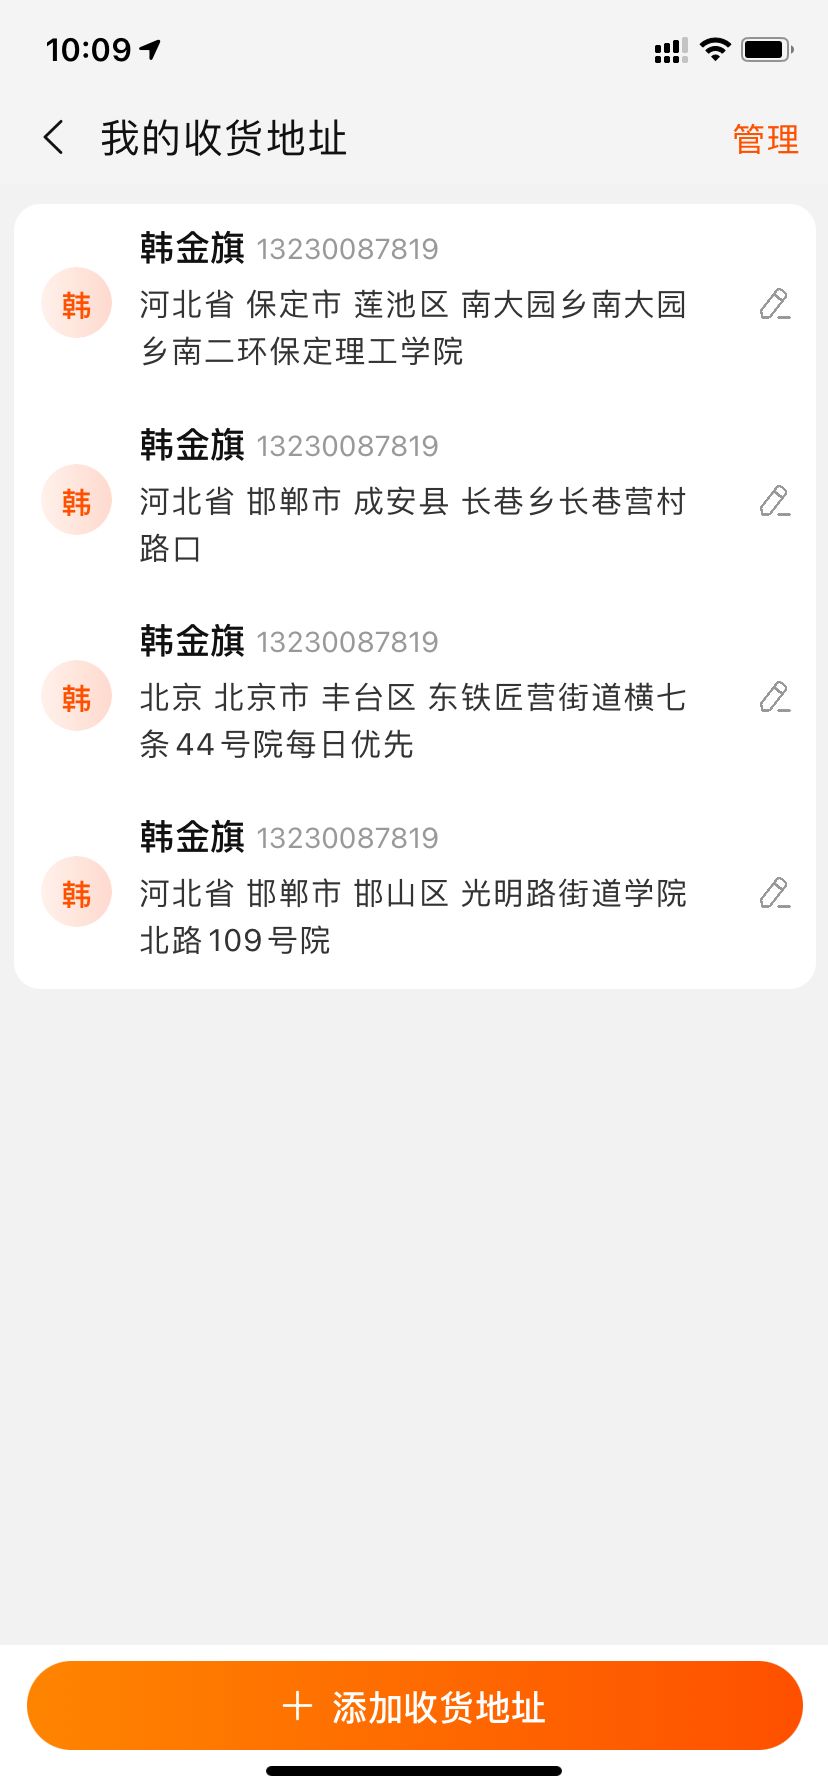 10:09
我的收货地址
管理
韩金旗 13230087819
韩
河北省 保定市 莲池区 南大园乡南大园
乡南二环保定理工学院
韩金旗 13230087819
韩
河北省 邯郸市 成安县 长巷乡长巷营村
路口
韩金旗 13230087819
韩
北京 北京市 丰台区 东铁匠营街道横七
条44号院每日优先
韩金旗 13230087819
韩
河北省 邯郸市 邯山区 光明路街道学院
北路109号院
添加收货地址